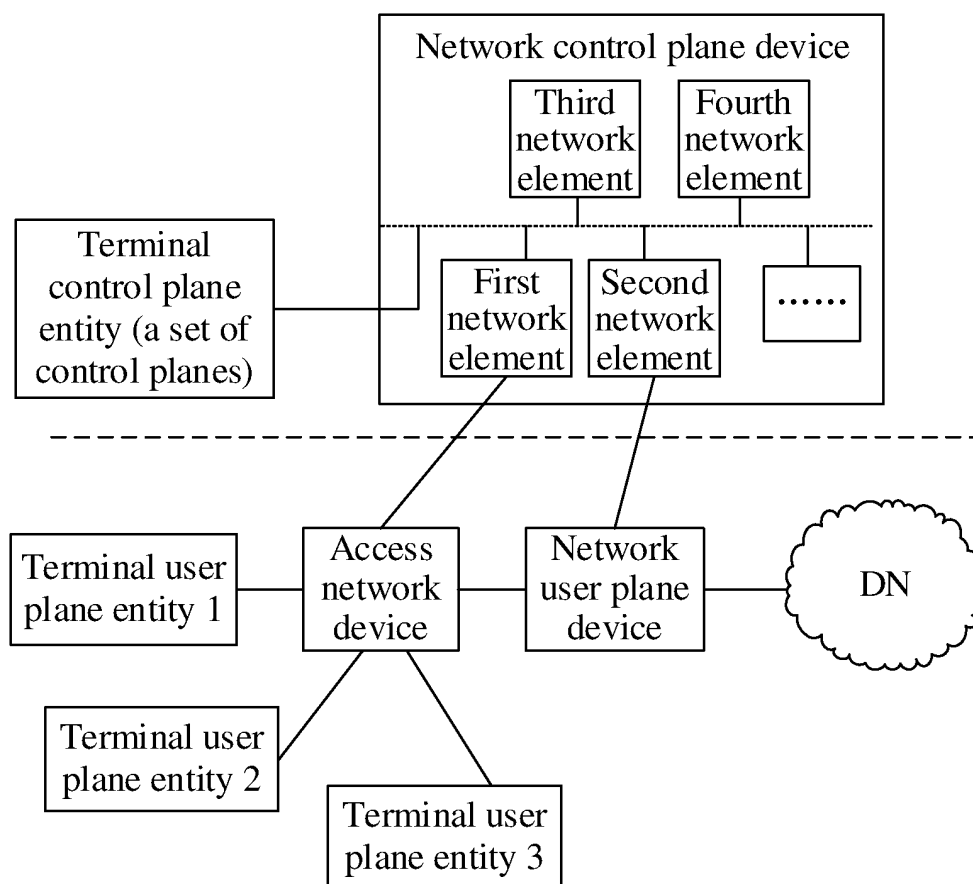 Network control plane device
Third
network
element
Fourth
network
element
Terminal
control plane
entity (a set of
control planes)
First
network
element
Second
network
element
······
Terminal user
plane entity 1
Access
network
device
Network
user plane
device
DN
Terminal user
plane entity 2
Terminal user
plane entity 3